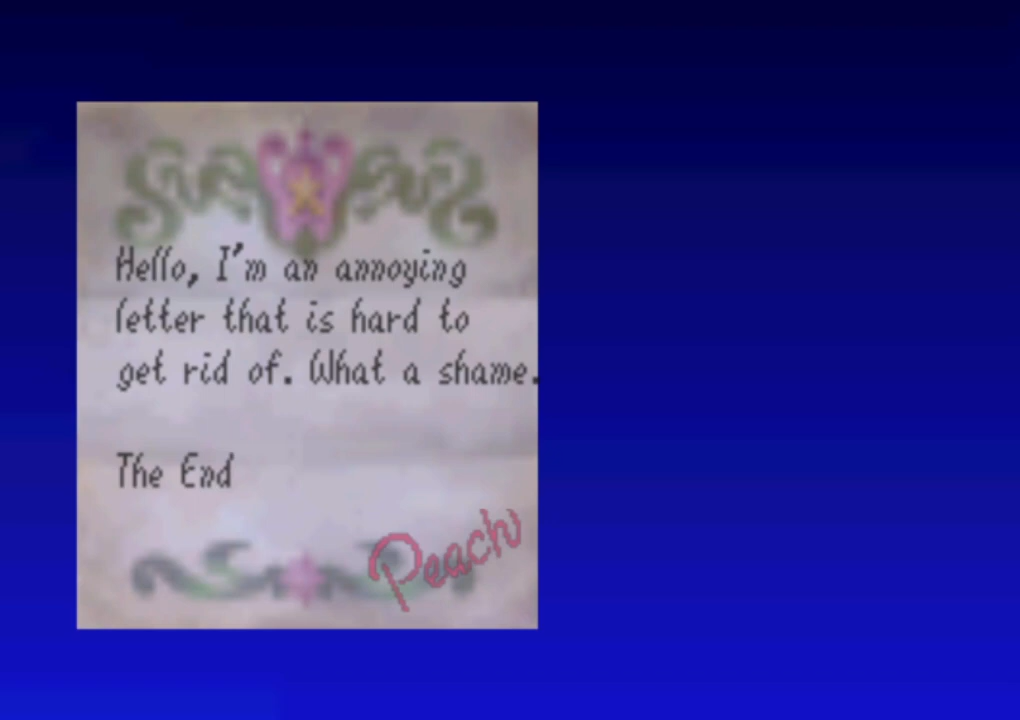 Hello, I'm an annoying
letter that is hard to
get rid of. What a shame.
The End
Peach